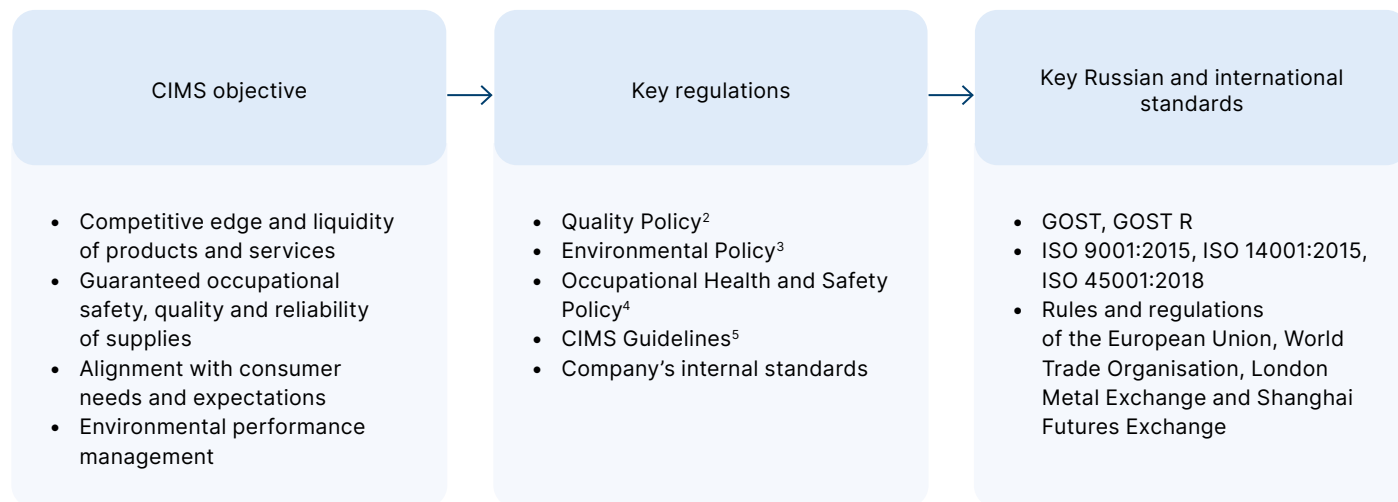 CIMS objective
Key regulations
Key Russian and international
standards
• Competitive edge and liquidity
of products and services
• Guaranteed occupational
safety, quality and reliability
of supplies
• Alignment with consumer
needs and expectations
• Environmental performance
management
• Quality Policy²
• Environmental Policy³
• Occupational Health and Safety
Policy⁴
• CIMS Guidelines⁵
• Company’s internal standards
• GOST, GOST R
• ISO 9001:2015, ISO 14001:2015,
ISO 45001:2018
• Rules and regulations
of the European Union, World
Trade Organisation, London
Metal Exchange and Shanghai
Futures Exchange